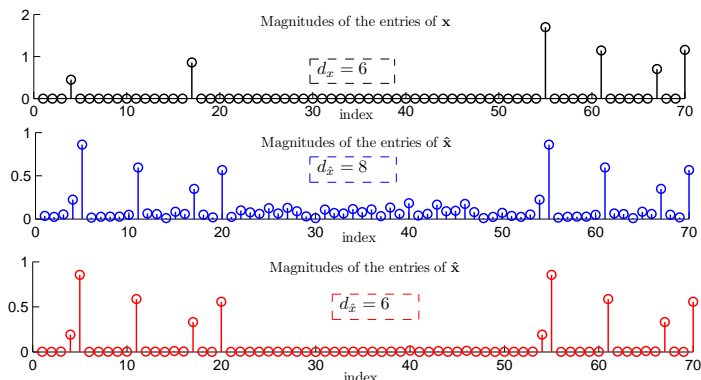 Magnitudes of the entries of x
2
1
0
d_x = 6
0 10 20 30 40 50 60 70
index
Magnitudes of the entries of x̂
1
0.5
0
d_x̂ = 8
0 10 20 30 40 50 60 70
index
Magnitudes of the entries of x̂
1
0.5
0
d_x̂ = 6
0 10 20 30 40 50 60 70
index